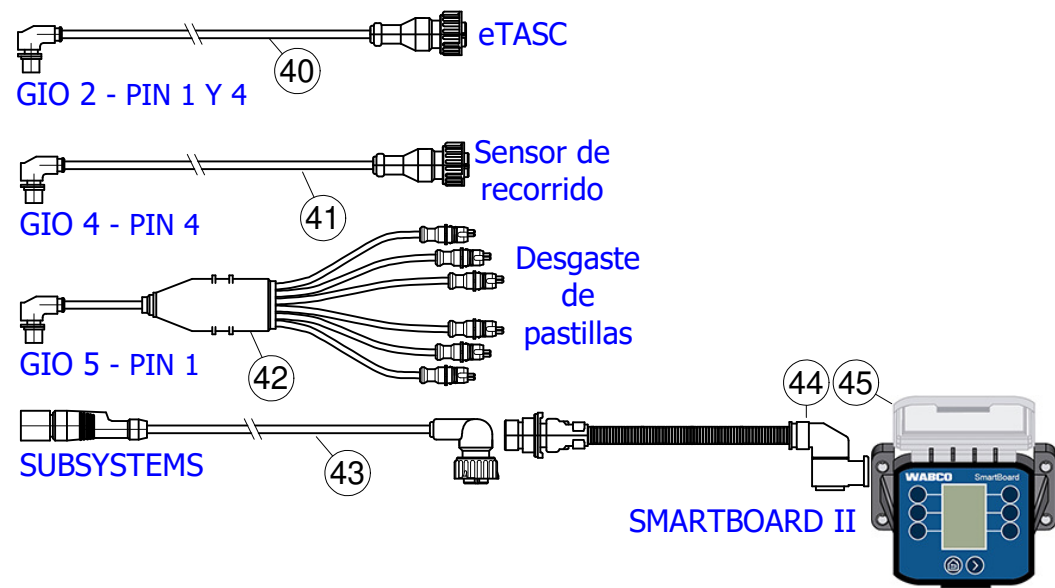 eTASC
40
GIO 2 - PIN 1 Y 4
Sensor de
recorrido
41
GIO 4 - PIN 4
Desgaste
de
pastillas
GIO 5 - PIN 1
42
44
45
SUBSYSTEMS
43
WABCO
SmartBoard
SMARTBOARD II